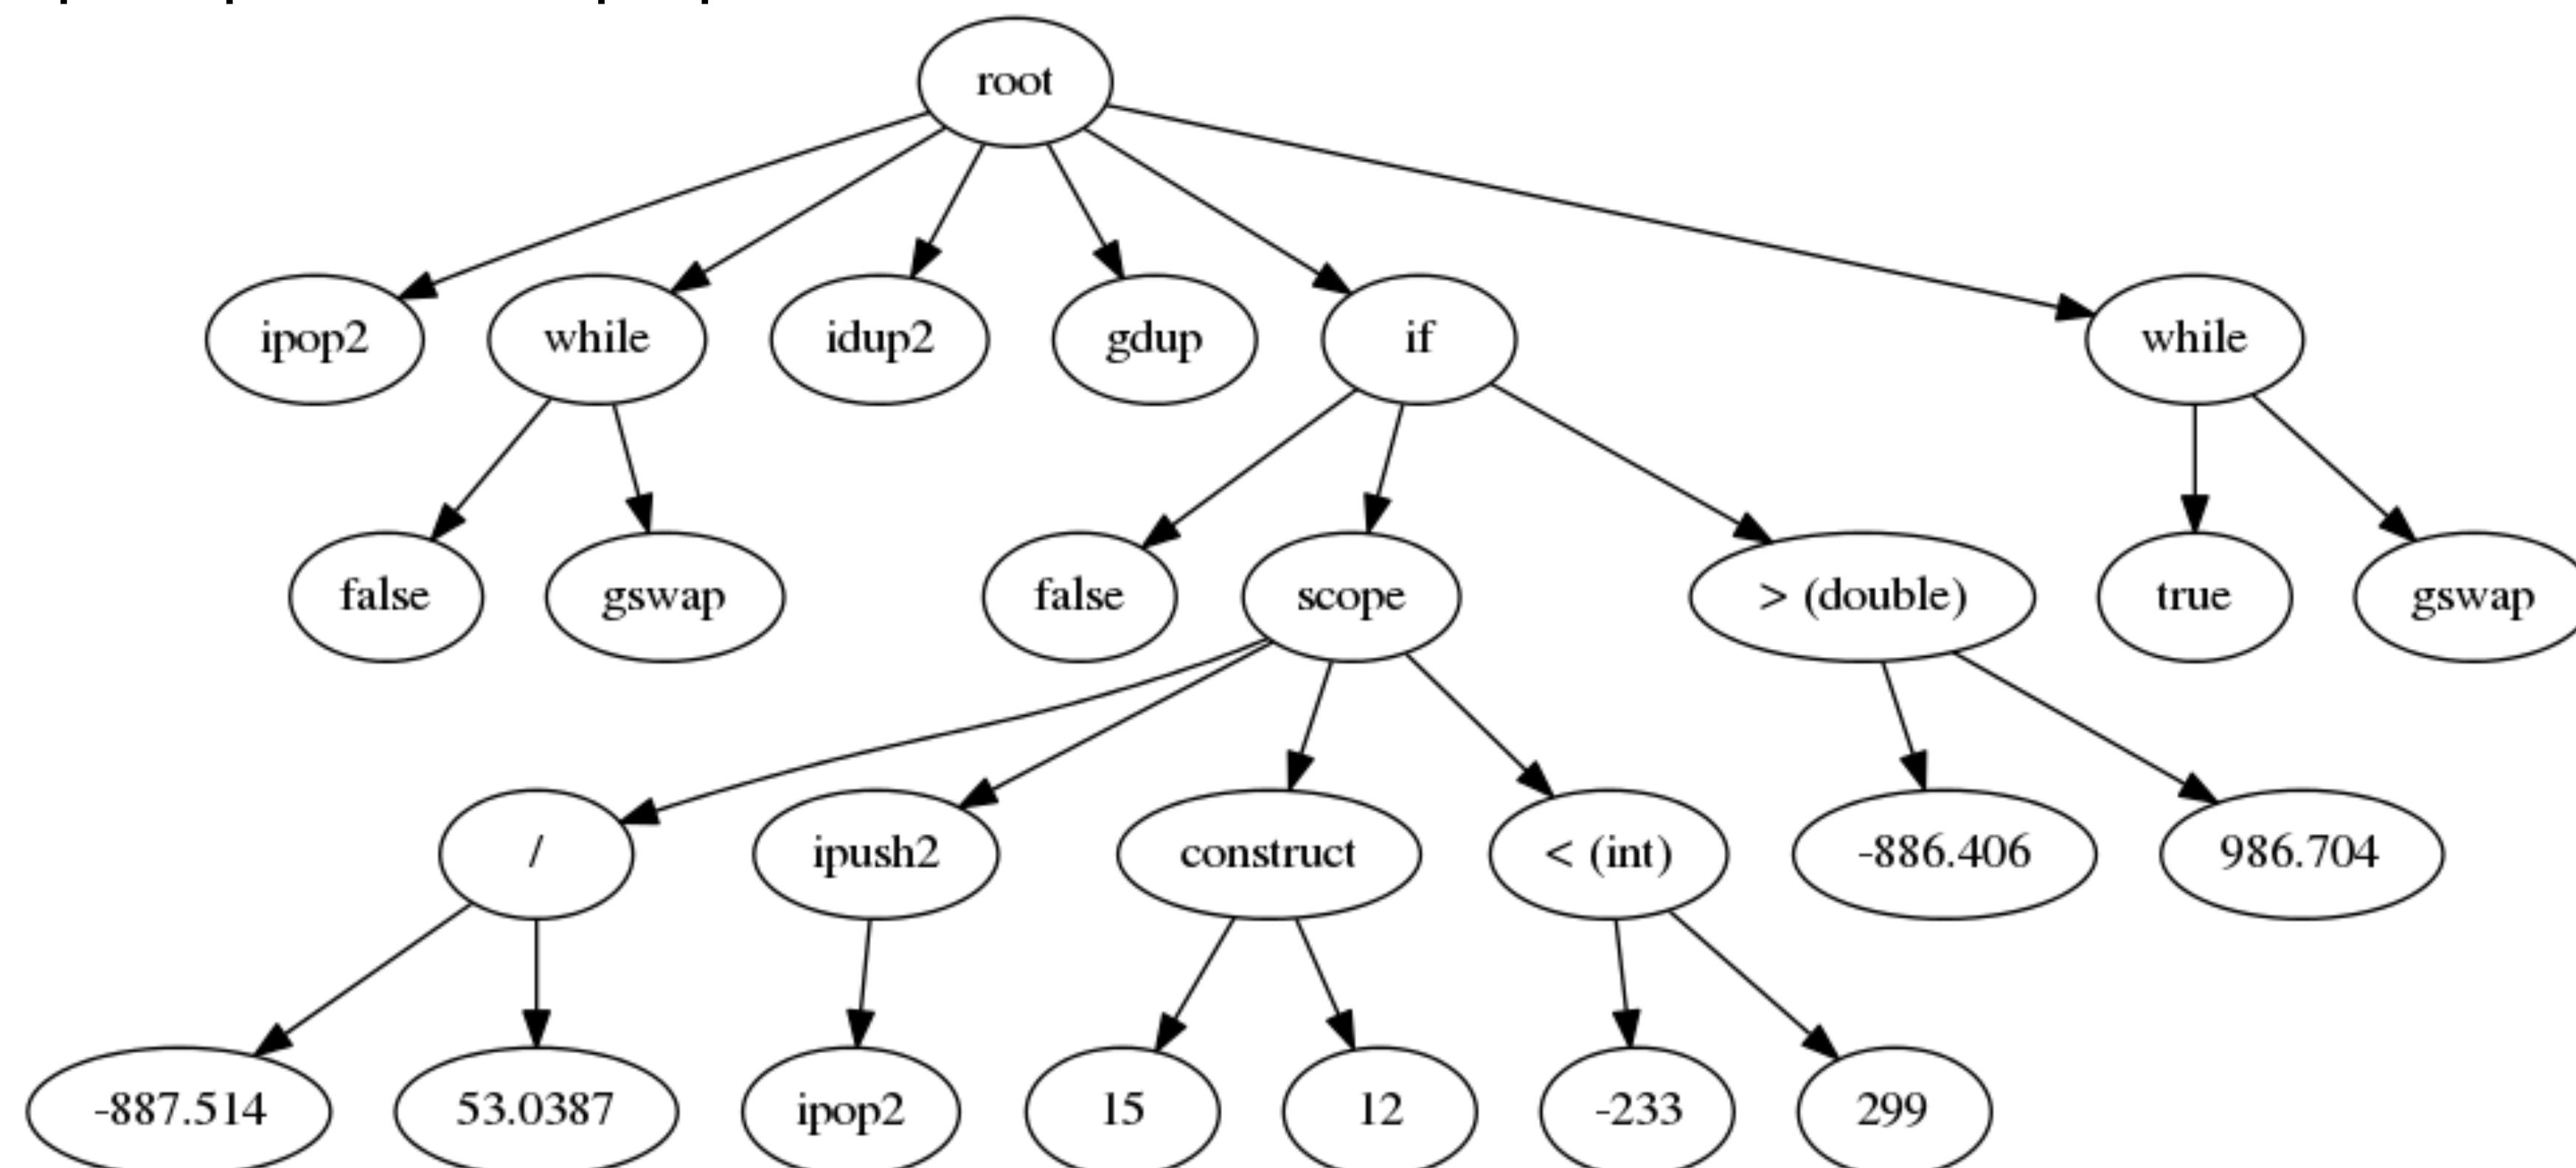 root
ipop2 while idup2 gdup if while
false gswap false scope > (double) true gswap
/ ipush2 construct < (int) -886.406 986.704
-887.514 53.0387 ipop2 15 12 -233 299